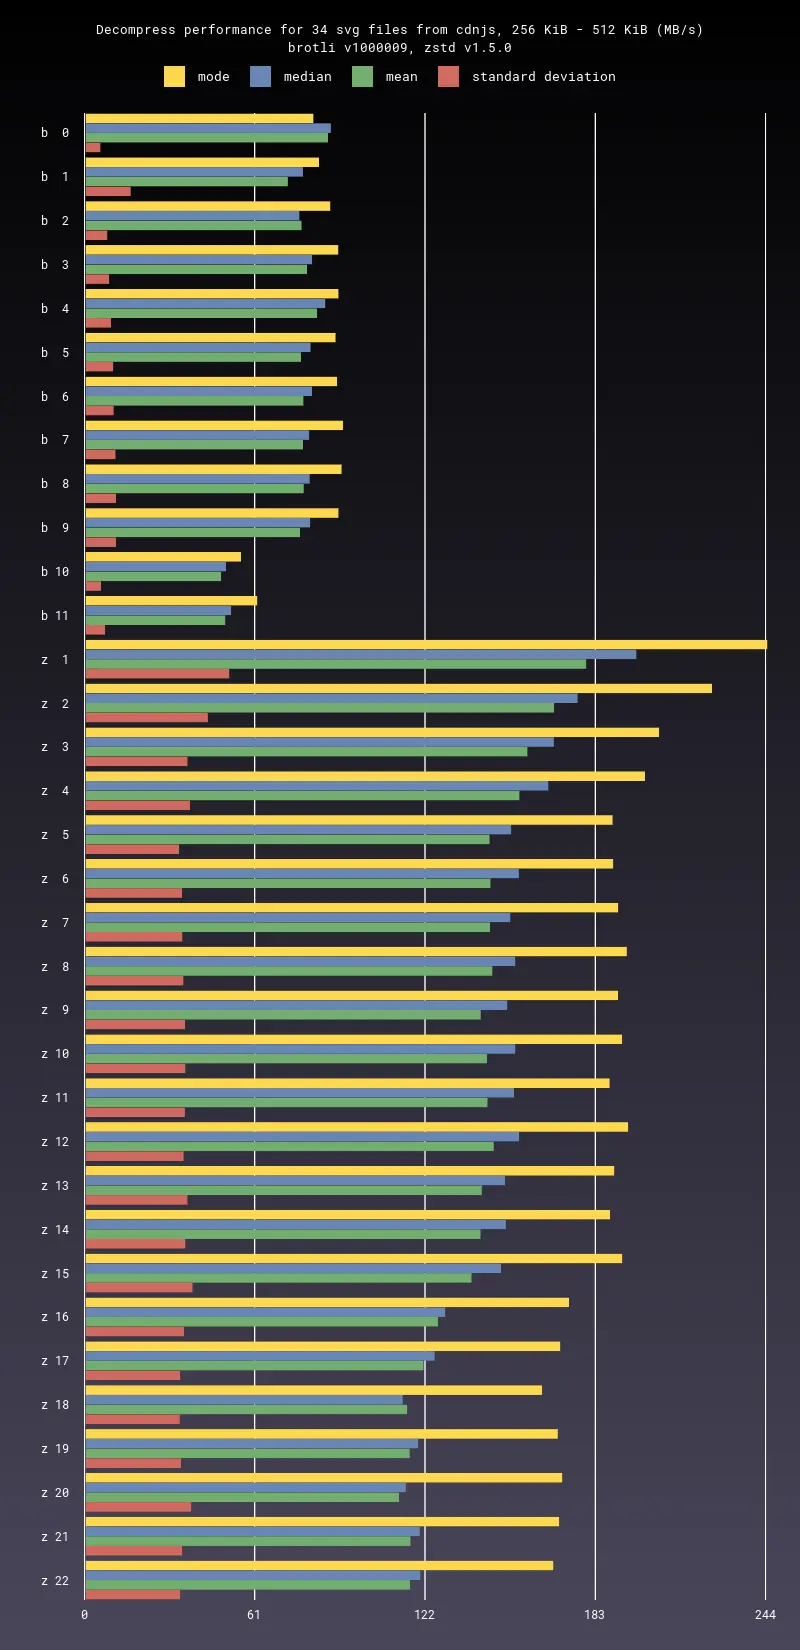 Decompress performance for 34 svg files from cdnjs, 256 KiB - 512 KiB (MB/s)
brotli v1000009, zstd v1.5.0
mode median mean standard deviation
b 0
b 1
b 2
b 3
b 4
b 5
b 6
b 7
b 8
b 9
b 10
b 11
z 1
z 2
z 3
z 4
z 5
z 6
z 7
z 8
z 9
z 10
z 11
z 12
z 13
z 14
z 15
z 16
z 17
z 18
z 19
z 20
z 21
z 22
0 61 122 183 244